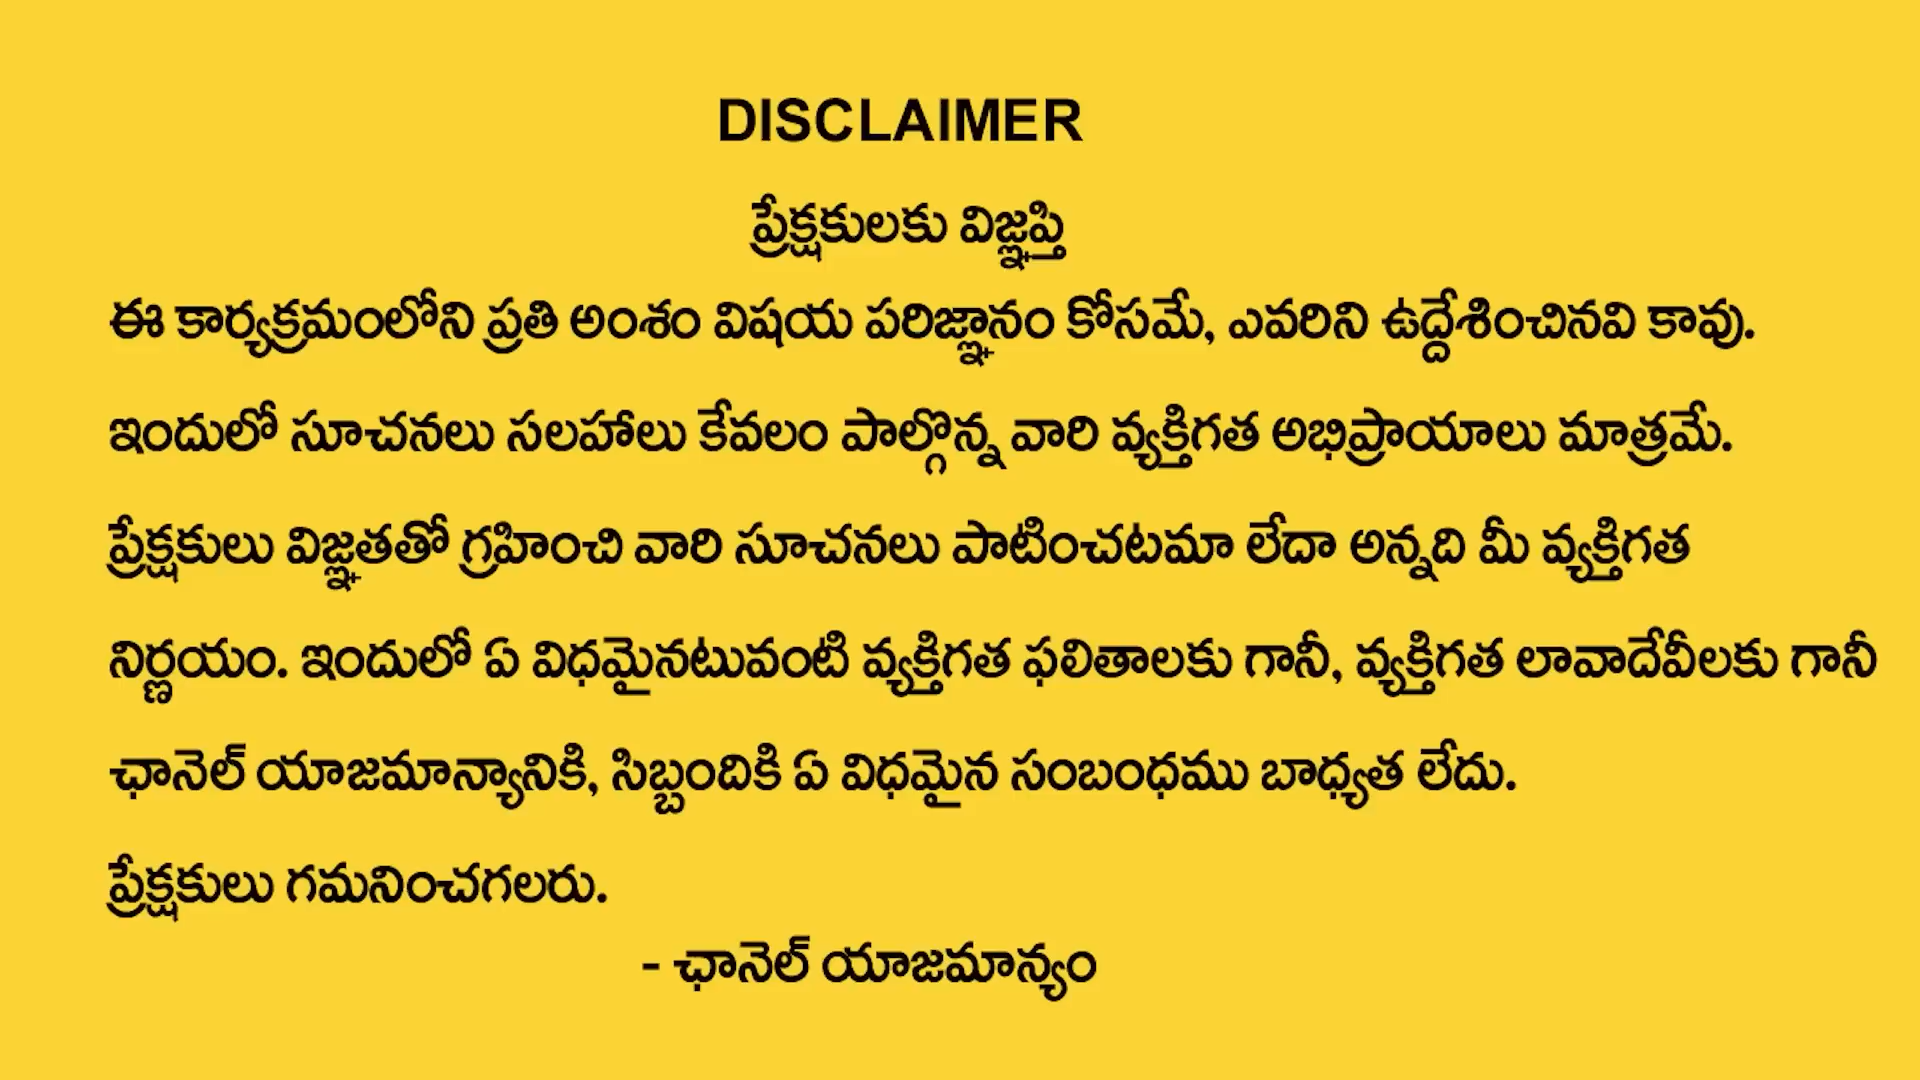 DISCLAIMER
ప్రేక్షకులకు విజ్ఞప్తి
ఈ కార్యక్రమంలోని ప్రతి అంశం విషయ పరిజ్ఞానం కోసమే, ఎవరిని ఉద్దేశించినవి కావు.
ఇందులో సూచనలు సలహాలు కేవలం పాల్గొన్న వారి వ్యక్తిగత అభిప్రాయాలు మాత్రమే.
ప్రేక్షకులు విజ్ఞతతో గ్రహించి వారి సూచనలు పాటించటమా లేదా అన్నది మీ వ్యక్తిగత
నిర్ణయం. ఇందులో ఏ విధమైనటువంటి వ్యక్తిగత ఫలితాలకు గానీ, వ్యక్తిగత లావాదేవీలకు గానీ
ఛానెల్ యాజమాన్యానికి, సిబ్బందికి ఏ విధమైన సంబంధము బాధ్యత లేదు.
ప్రేక్షకులు గమనించగలరు.
- ఛానెల్ యాజమాన్యం